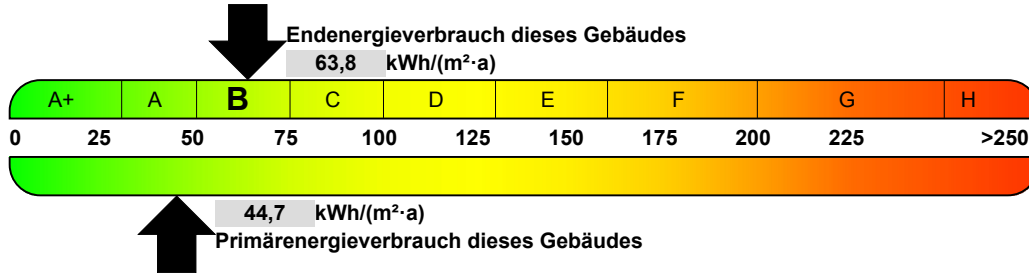 Endenergieverbrauch dieses Gebäudes
63,8 kWh/(m²·a)
A+ A B C D E F G H
0 25 50 75 100 125 150 175 200 225 >250
44,7 kWh/(m²·a)
Primärenergieverbrauch dieses Gebäudes